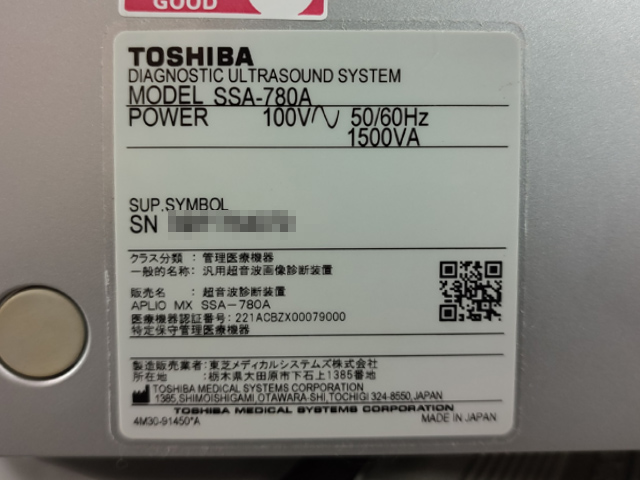 GOOD
TOSHIBA
DIAGNOSTIC ULTRASOUND SYSTEM
MODEL SSA-780A
POWER 100V 50/60Hz
1500VA
SUP.SYMBOL
SN
クラス分類 : 管理医療機器
一般的名称: 汎用超音波画像診断装置
販売名 : 超音波診断装置
APLIO MX SSA-780A
医療機器認証番号: 221ACBZX00079000
特定保守管理医療機器
製造販売業者: 東芝メディカルシステムズ株式会社
所在地 : 栃木県大田原市下石上1385番地
TOSHIBA MEDICAL SYSTEMS CORPORATION
1385,SHIMOISHIGAMI,OTAWARA-SHI,TOCHIGI 324-8550,JAPAN
TOSHIBA MEDICAL SYSTEMS CORPORATION
4M30-91450*A MADE IN JAPAN